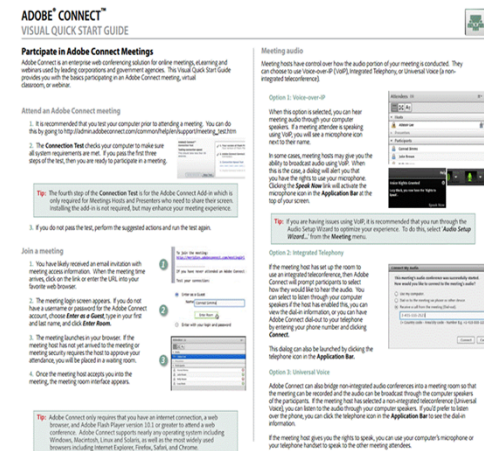 ADOBE® CONNECT™
VISUAL QUICK START GUIDE
Participate in Adobe Connect Meetings
Adobe Connect is an enterprise web conferencing solution for online meetings, eLearning and
webinars used by leading corporations and government agencies. This Visual Quick Start Guide
provides you with the basics participating in an Adobe Connect meeting, virtual
classroom, or webinar.
Attend an Adobe Connect meeting
1. It is recommended that you test your computer prior to attending a meeting. You can do
this by going to http://admin.adobeconnect.com/common/help/en/support/meeting_test.htm
2. The Connection Test checks your computer to make sure
all system requirements are met. If you pass the first three
steps of the test, then you are ready to participate in a meeting.
Tip: The fourth step of the Connection Test is for the Adobe Connect Add-in which is
only required for Meetings Hosts and Presenters who need to share their screen.
Installing the add-in is not required, but may enhance your meeting experience.
3. If you do not pass the test, perform the suggested actions and run the test again.
Join a meeting
1. You have likely received an email invitation with
meeting access information. When the meeting time
arrives, click on the link or enter the URL into your
favorite web browser.
2. The meeting login screen appears. If you do not
have a username or password for the Adobe Connect
account, choose Enter as a Guest, type in your first
and last name, and click Enter Room.
3. The meeting launches in your browser. If the
meeting host has not yet arrived to the meeting or
meeting security requires the host to approve your
attendance, you will be placed in a waiting room.
4. Once the meeting host accepts you into the
meeting, the meeting room interface appears.
1
To join the meeting:
If you have never attended an Adobe Connect
Test your connection:
2
Enter as a Guest
Name
Enter Room
Enter with your login and password
3
Tip: Adobe Connect only requires that you have an internet connection, a web
browser, and Adobe Flash Player version 10.1 or greater to attend a web
conference. Adobe Connect supports nearly any operating system including
Windows, Macintosh, Linux and Solaris, as well as the most widely used
browsers including Internet Explorer, Firefox, Safari, and Chrome.
Meeting audio
Meeting hosts have control over how the audio portion of your meeting is conducted. They
can choose to use Voice-over-IP (VoIP), Integrated Telephony, or Universal Voice (a non-
integrated teleconference).
Option 1: Voice-over-IP
When this option is selected, you can hear
meeting audio through your computer
speakers. If a meeting attendee is speaking
using VoIP, you will see a microphone icon
next to their name.
In some cases, meeting hosts may give you the
ability to broadcast audio using VoIP. When
this is the case, a dialog will alert you that
you have the rights to use your microphone.
Clicking the Speak Now link will activate the
microphone icon in the Application Bar at the
top of your screen.
Speak Now
Tip: If you are having issues using VoIP, it is recommended that you run through the
Audio Setup Wizard to optimize your experience. To do this, select 'Audio Setup
Wizard...' from the Meeting menu.
Option 2: Integrated Telephony
If the meeting host has set up the room to
use an integrated teleconference, then Adobe
Connect will prompt participants to select
how they would like to hear the audio. You
can select to listen through your computer
speakers if the host has enabled this, you can
view the dial-in information, or you can have
Adobe Connect dial-out to your telephone
by entering your phone number and clicking
Connect.
This dialog can also be launched by clicking the
telephone icon in the Application Bar.
Option 3: Universal Voice
Adobe Connect can also bridge non-integrated audio conferences into a meeting room so that
the meeting can be recorded and the audio can be broadcast through the computer speakers
of the participants. If the meeting host has selected a non-integrated teleconference (Universal
Voice), you can listen to the audio through your computer speakers. If you'd prefer to listen
over the phone, you can click the telephone icon in the Application Bar to see the dial-in
information.
If the meeting host gives you the rights to speak, you can use your computer's microphone or
your telephone handset to speak to the other meeting attendees.